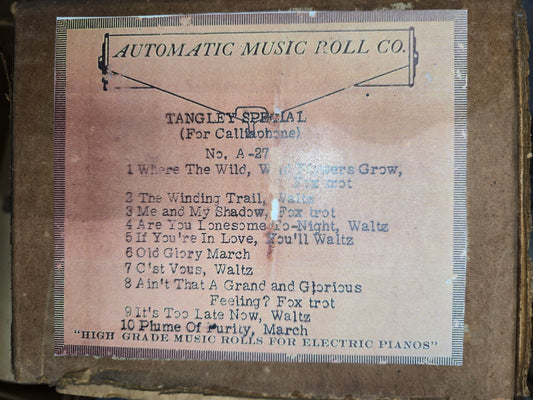 AUTOMATIC MUSIC ROLL CO.
TANGLEY SPECIAL
(For Calliaphone)
No. A-27
1 Where The Wild, Wild Flowers Grow,
Fox trot
2 The Winding Trail, Waltz
3 Me and My Shadow, Fox trot
4 Are You Lonesome To-Night, Waltz
5 If You're In Love, You'll Waltz
6 Old Glory March
7 C'st Vous, Waltz
8 Ain't That A Grand and Glorious
Feeling? Fox trot
9 It's Too Late Now, Waltz
10 Plume Of Purity, March
"HIGH GRADE MUSIC ROLLS FOR ELECTRIC PIANOS"